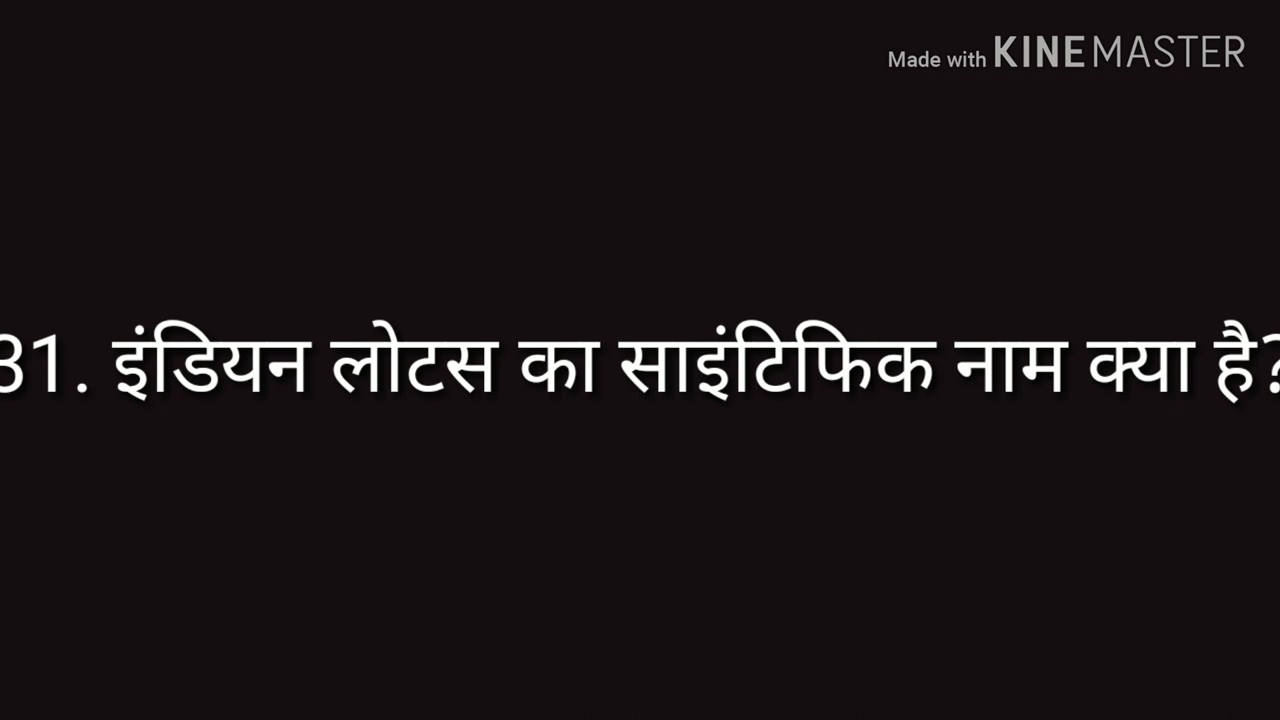 Made with KINEMASTER
31. इंडियन लोटस का साइंटिफिक नाम क्या है?